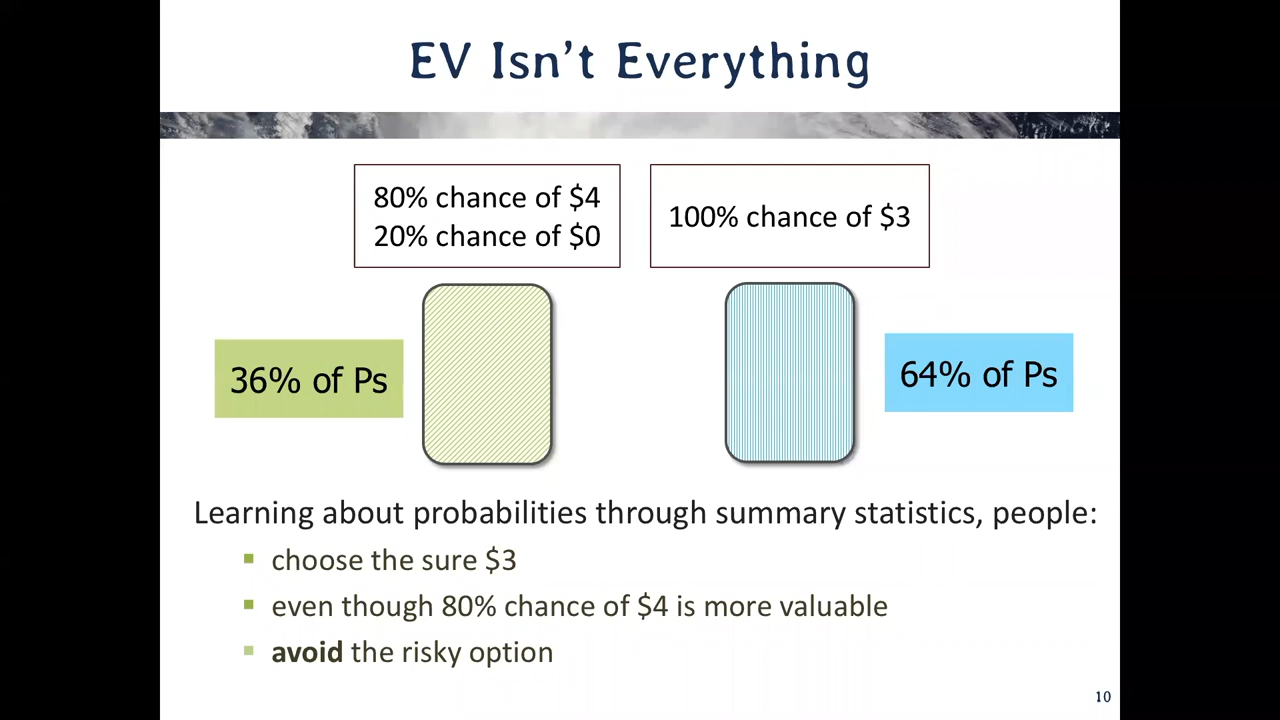 EV Isn’t Everything
80% chance of $4
20% chance of $0
100% chance of $3
36% of Ps
64% of Ps
Learning about probabilities through summary statistics, people:
▪ choose the sure $3
▪ even though 80% chance of $4 is more valuable
▪ avoid the risky option
10